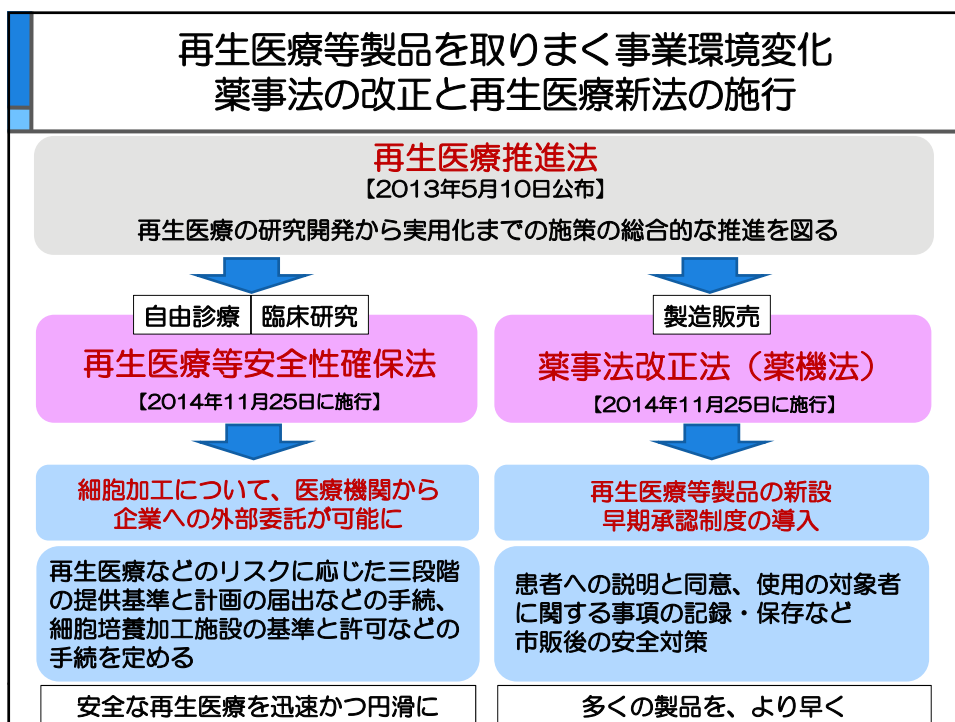 再生医療等製品を取りまく事業環境変化
薬事法の改正と再生医療新法の施行
再生医療推進法
【2013年5月10日公布】
再生医療の研究開発から実用化までの施策の総合的な推進を図る
自由診療
臨床研究
再生医療等安全性確保法
【2014年11月25日に施行】
細胞加工について、医療機関から
企業への外部委託が可能に
再生医療などのリスクに応じた三段階
の提供基準と計画の届出などの手続、
細胞培養加工施設の基準と許可などの
手続を定める
安全な再生医療を迅速かつ円滑に
製造販売
薬事法改正法（薬機法）
【2014年11月25日に施行】
再生医療等製品の新設
早期承認制度の導入
患者への説明と同意、使用の対象者
に関する事項の記録・保存など
市販後の安全対策
多くの製品を、より早く